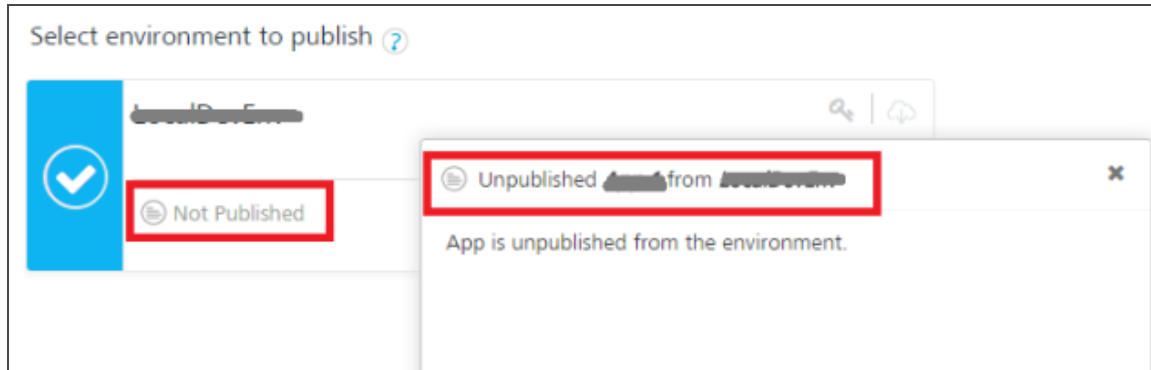 Select environment to publish ?
Not Published
Unpublished from
App is unpublished from the environment.